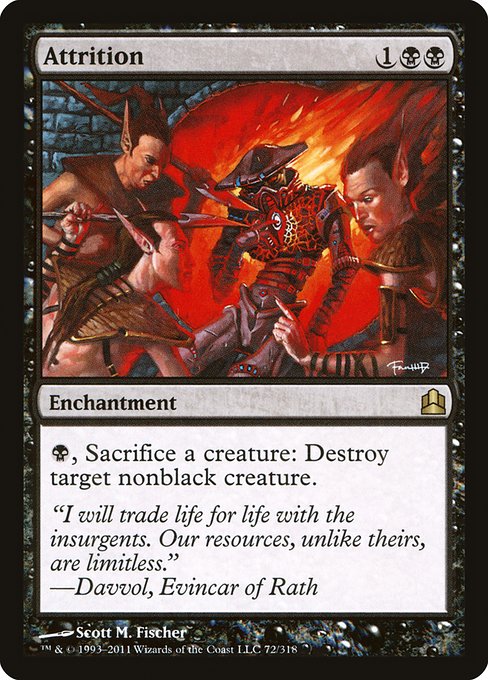 Attrition 1
Enchantment
, Sacrifice a creature: Destroy
target nonblack creature.
“I will trade life for life with the
insurgents. Our resources, unlike theirs,
are limitless.”
—Davvol, Evincar of Rath
Scott M. Fischer
™ & © 1993–2011 Wizards of the Coast LLC 72/318